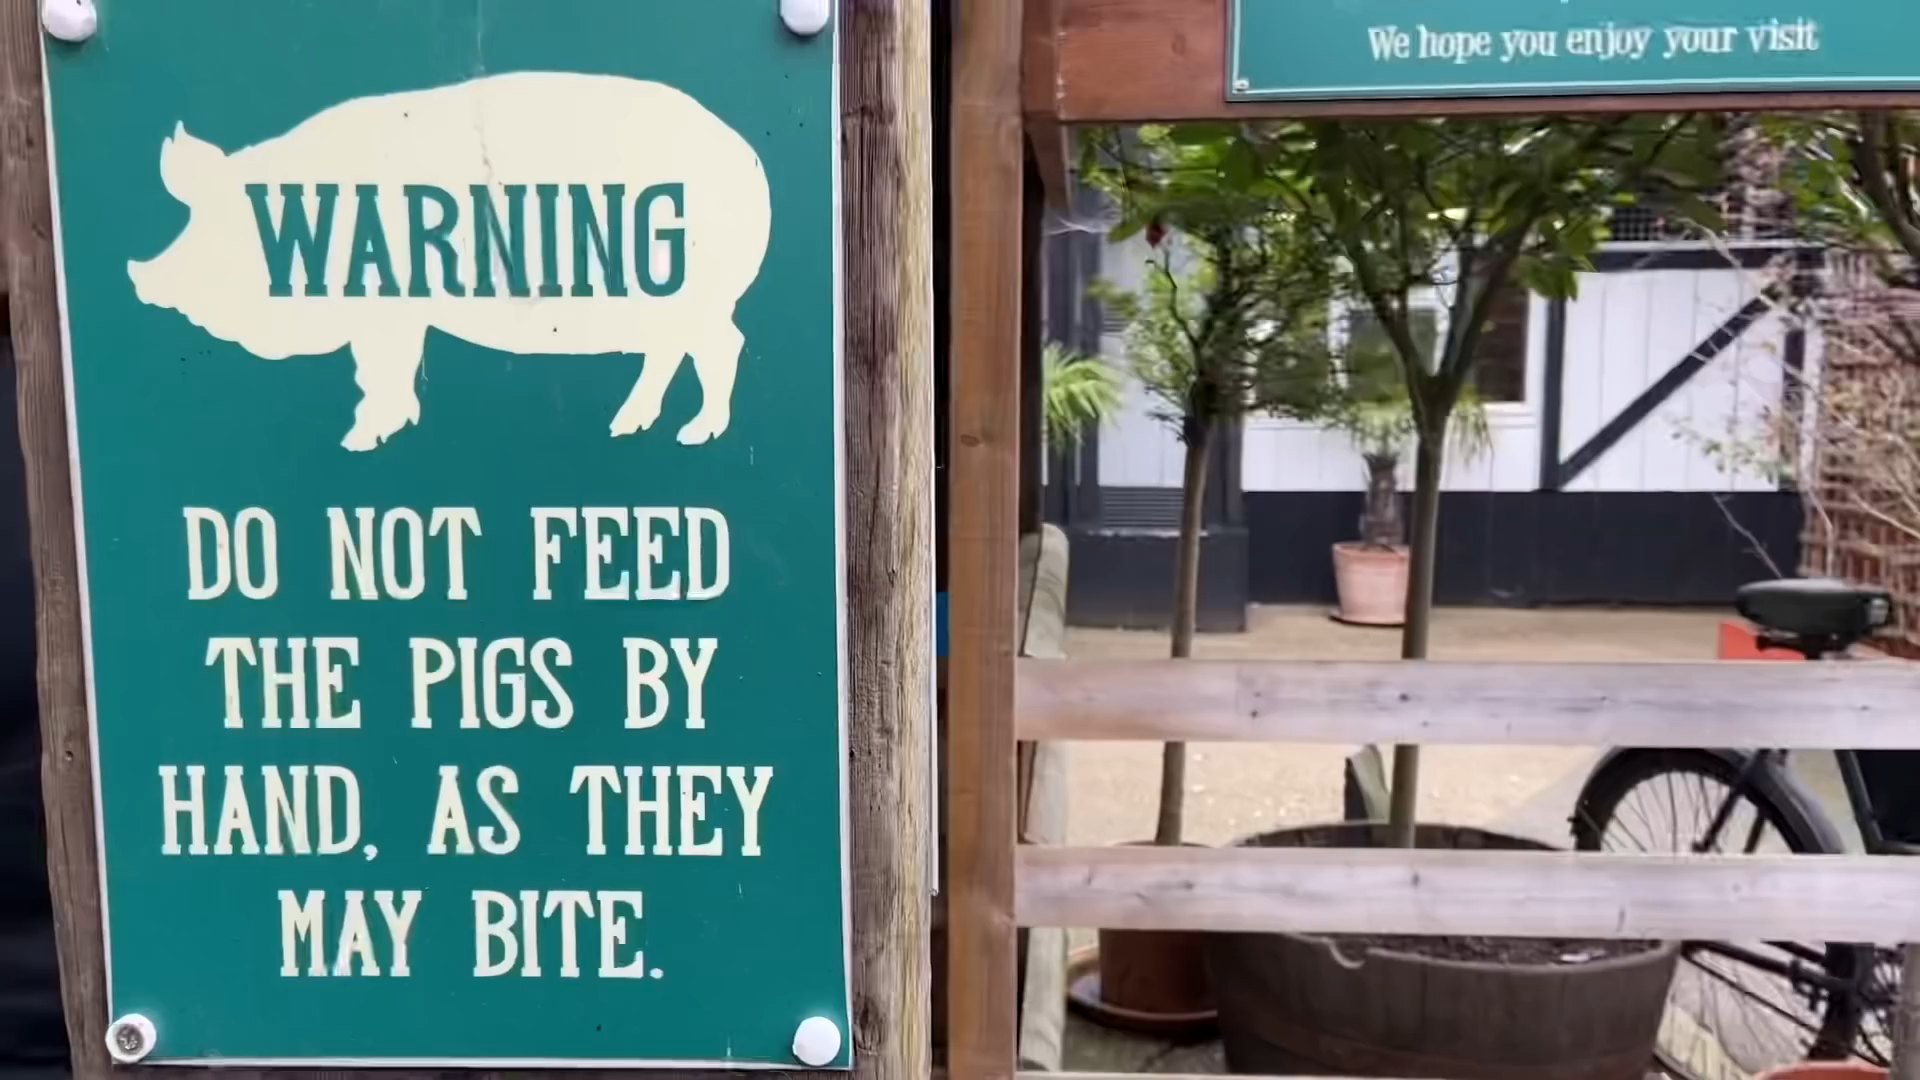 WARNING
DO NOT FEED
THE PIGS BY
HAND, AS THEY
MAY BITE.
We hope you enjoy your visit